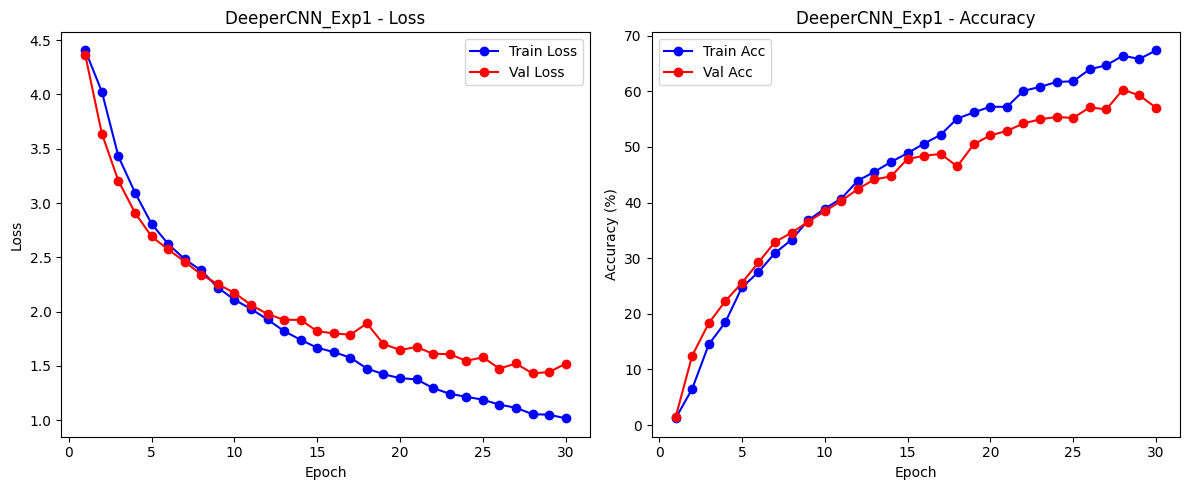 DeeperCNN_Exp1 - Loss
Train Loss
Val Loss
4.5
4.0
3.5
3.0
2.5
2.0
1.5
1.0
Loss
0 5 10 15 20 25 30
Epoch
DeeperCNN_Exp1 - Accuracy
Train Acc
Val Acc
70
60
50
40
30
20
10
0
Accuracy (%)
0 5 10 15 20 25 30
Epoch